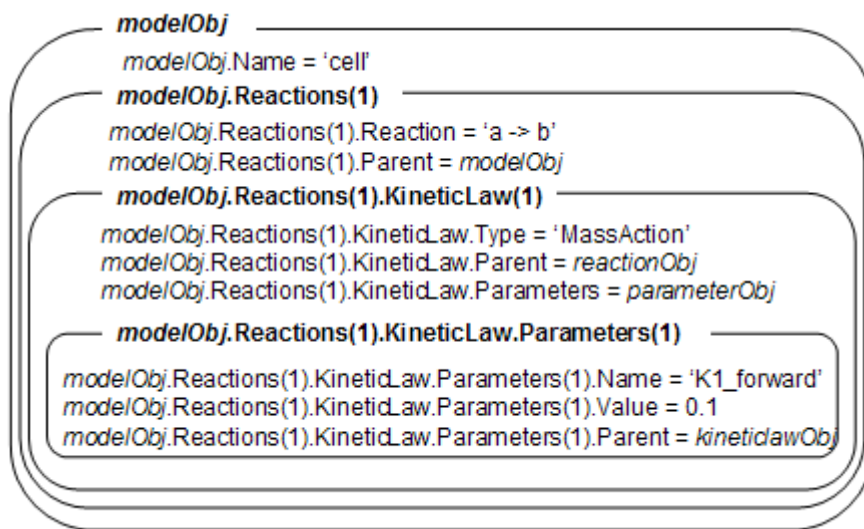 modelObj
modelObj.Name = ‘cell’
modelObj.Reactions(1)
modelObj.Reactions(1).Reaction = ‘a -> b’
modelObj.Reactions(1).Parent = modelObj
modelObj.Reactions(1).KineticLaw(1)
modelObj.Reactions(1).KineticLaw.Type = ‘MassAction’
modelObj.Reactions(1).KineticLaw.Parent = reactionObj
modelObj.Reactions(1).KineticLaw.Parameters = parameterObj
modelObj.Reactions(1).KineticLaw.Parameters(1)
modelObj.Reactions(1).KineticLaw.Parameters(1).Name = ‘K1_forward’
modelObj.Reactions(1).KineticLaw.Parameters(1).Value = 0.1
modelObj.Reactions(1).KineticLaw.Parameters(1).Parent = kineticlawObj